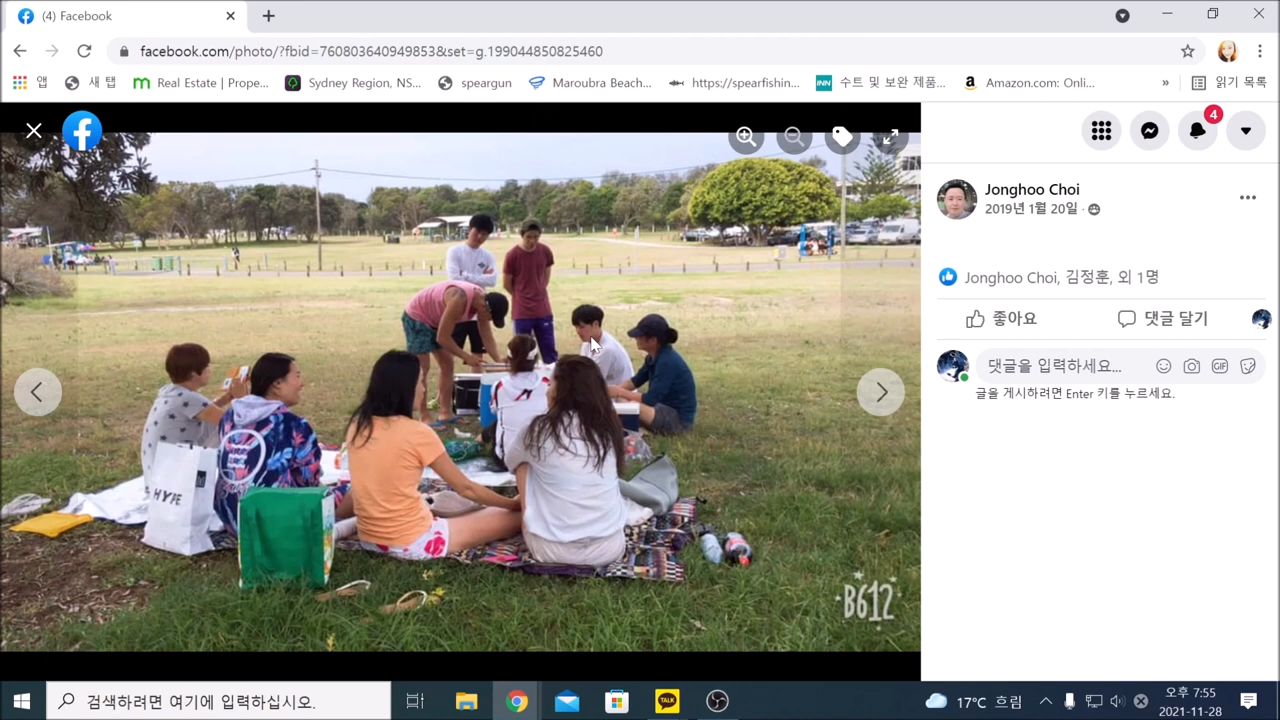 (4) Facebook
facebook.com/photo/?fbid=760803640949853&set=g.199044850825460
앱
새 탭
Real Estate | Prope...
Sydney Region, NS...
speargun
Maroubra Beach...
https://spearfishin...
INN
수트 및 보완 제품...
Amazon.com: Onli...
»
읽기 목록
4
Jonghoo Choi
2019년 1월 20일 ·
Jonghoo Choi, 김정훈, 외 1명
좋아요
댓글 달기
댓글을 입력하세요...
GIF
글을 게시하려면 Enter 키를 누르세요.
HYPE
B612
검색하려면 여기에 입력하십시오.
TALK
17°C 흐림
오후 7:55
2021-11-28